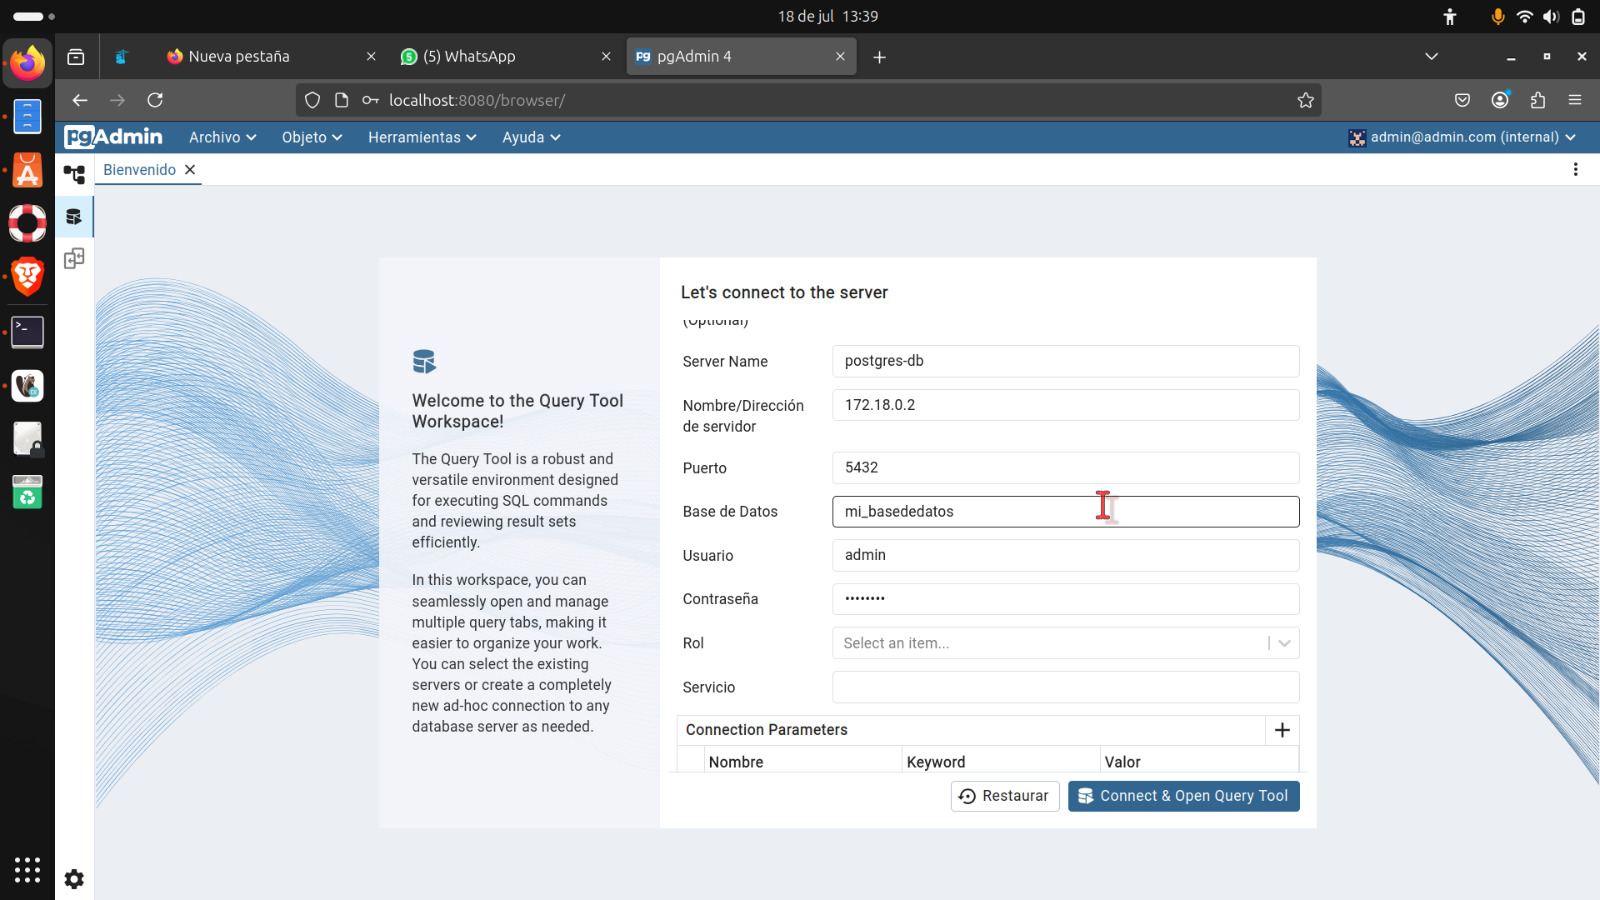 18 de jul 13:39
Nueva pestaña
(5) WhatsApp
pgAdmin 4
localhost:8080/browser/
pgAdmin
Archivo
Objeto
Herramientas
Ayuda
admin@admin.com (internal)
Bienvenido
Welcome to the Query Tool
Workspace!
The Query Tool is a robust and
versatile environment designed
for executing SQL commands
and reviewing result sets
efficiently.
In this workspace, you can
seamlessly open and manage
multiple query tabs, making it
easier to organize your work.
You can select the existing
servers or create a completely
new ad-hoc connection to any
database server as needed.
Let's connect to the server
(Optional)
Server Name
postgres-db
Nombre/Dirección
de servidor
172.18.0.2
Puerto
5432
Base de Datos
mi_basededatos
Usuario
admin
Contraseña
••••••••
Rol
Select an item...
Servicio
Connection Parameters
Nombre
Keyword
Valor
Restaurar
Connect & Open Query Tool